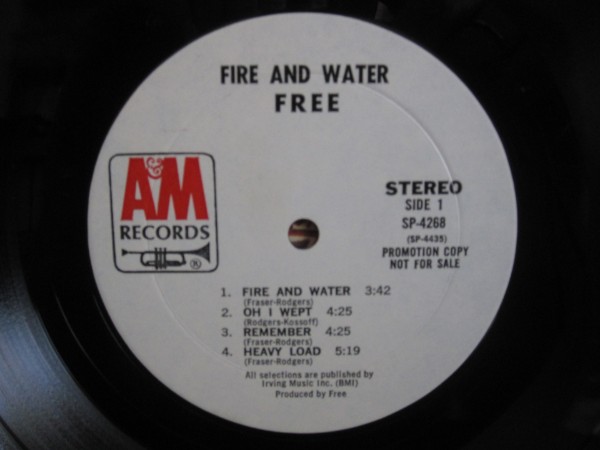 FIRE AND WATER
FREE
A&M
RECORDS
®
STEREO
SIDE 1
SP-4268
(SP-4435)
PROMOTION COPY
NOT FOR SALE
1. FIRE AND WATER 3:42
(Fraser-Rodgers)
2. OH I WEPT 4:25
(Rodgers-Kossoff)
3. REMEMBER 4:25
(Fraser-Rodgers)
4. HEAVY LOAD 5:19
(Fraser-Rodgers)
All selections are published by
Irving Music Inc. (BMI)
Produced by Free